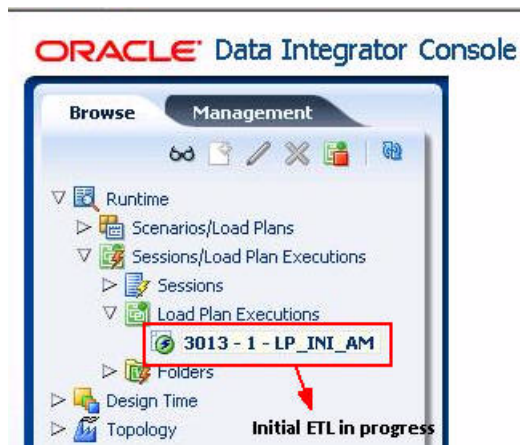 ORACLE Data Integrator Console
Browse Management
Runtime
Scenarios/Load Plans
Sessions/Load Plan Executions
Sessions
Load Plan Executions
3013 - 1 - LP_INI_AM
Folders
Design Time
Topology
Initial ETL in progress